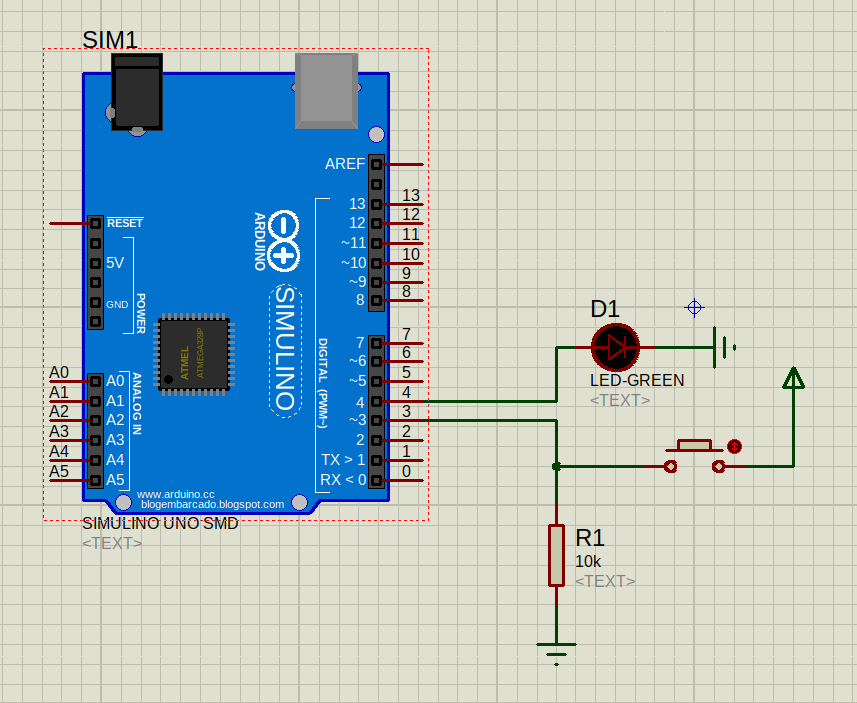 SIM1
AREF
RESET
5V
GND
POWER
ARDUINO
SIMULINO
DIGITAL (PWM~)
ANALOG IN
ATMEL
ATMEGA328P
13 13
12 12
~11 11
~10 10
~9 9
8 8
7 7
~6 6
~5 5
4 4
~3 3
2 2
TX > 1 1
RX < 0 0
A0 A0
A1 A1
A2 A2
A3 A3
A4 A4
A5 A5
www.arduino.cc
blogembarcado.blogspot.com
SIMULINO UNO SMD
<TEXT>
D1
LED-GREEN
<TEXT>
R1
10k
<TEXT>